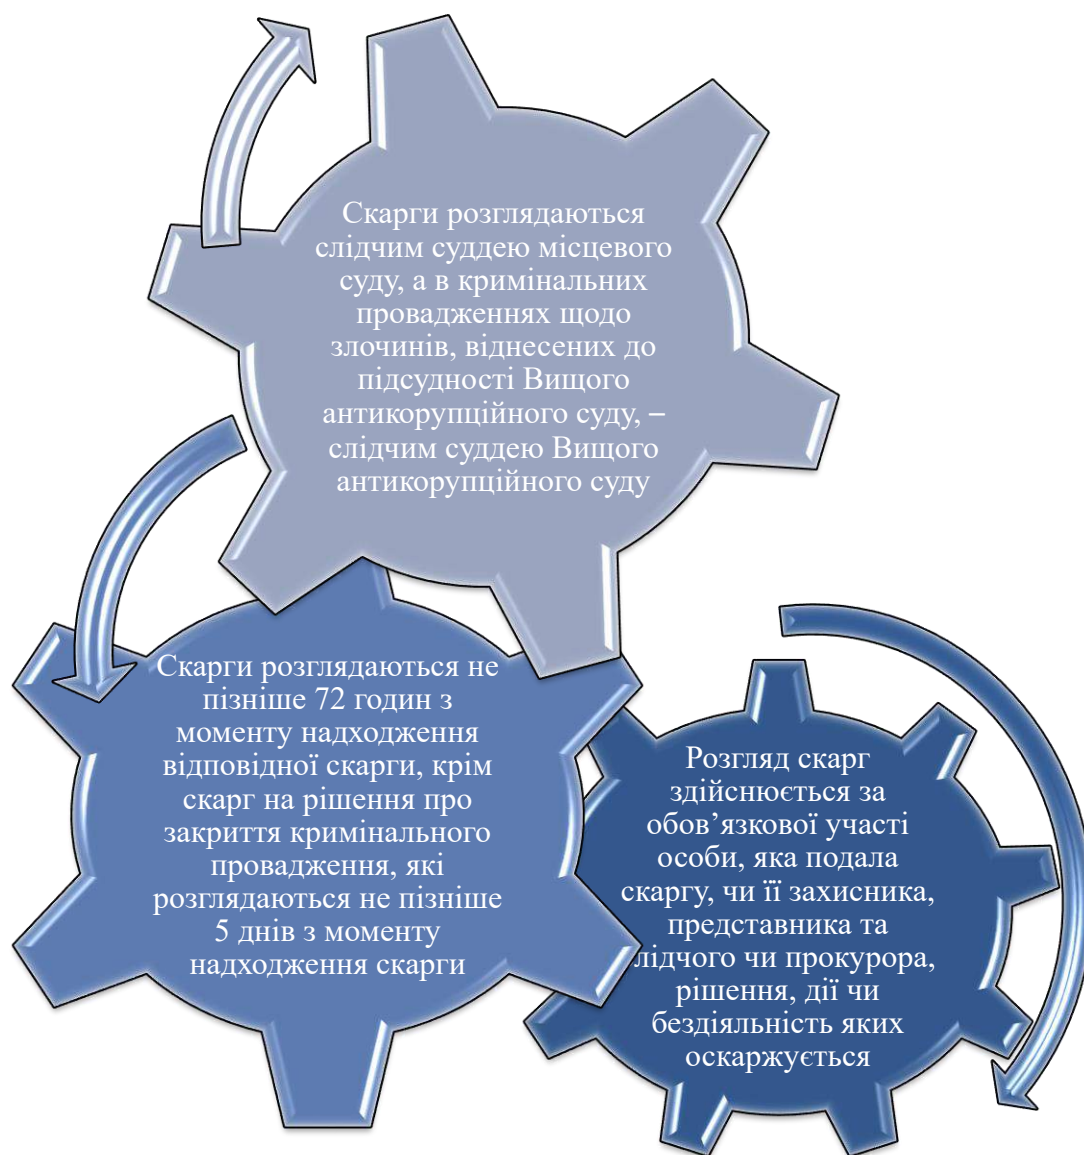 Скарги розглядаються
слідчим суддею місцевого
суду, а в кримінальних
провадженнях щодо
злочинів, віднесених до
підсудності Вищого
антикорупційного суду, –
слідчим суддею Вищого
антикорупційного суду
Скарги розглядаються не
пізніше 72 годин з
моменту надходження
відповідної скарги, крім
скарг на рішення про
закриття кримінального
провадження, які
розглядаються не пізніше
5 днів з моменту
надходження скарги
Розгляд скарг
здійснюється за
обов’язкової участі
особи, яка подала
скаргу, чи її захисника,
представника та
слідчого чи прокурора,
рішення, дії чи
бездіяльність яких
оскаржується